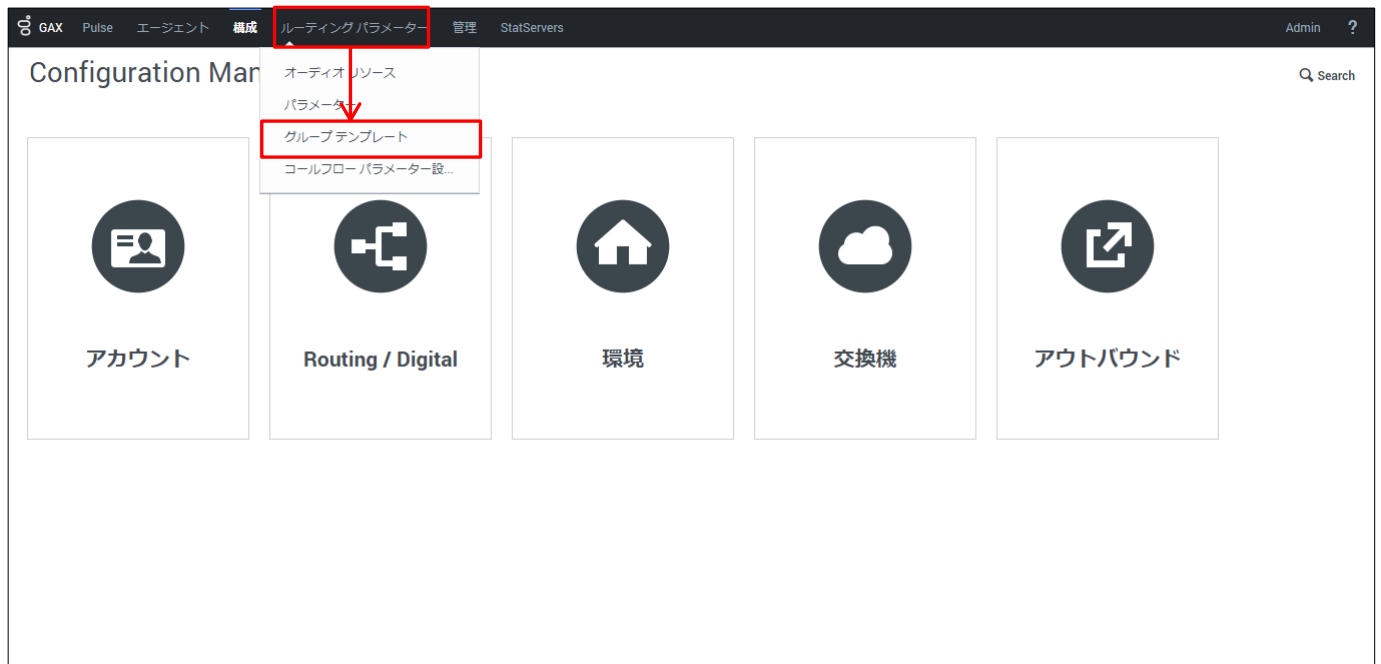 GAX Pulse エージェント 構成 ルーティング パラメーター 管理 StatServers Admin ?
Configuration Man
Search
オーディオ リソース
パラメーター
グループ テンプレート
コールフロー パラメーター設...
アカウント
Routing / Digital
環境
交換機
アウトバウンド